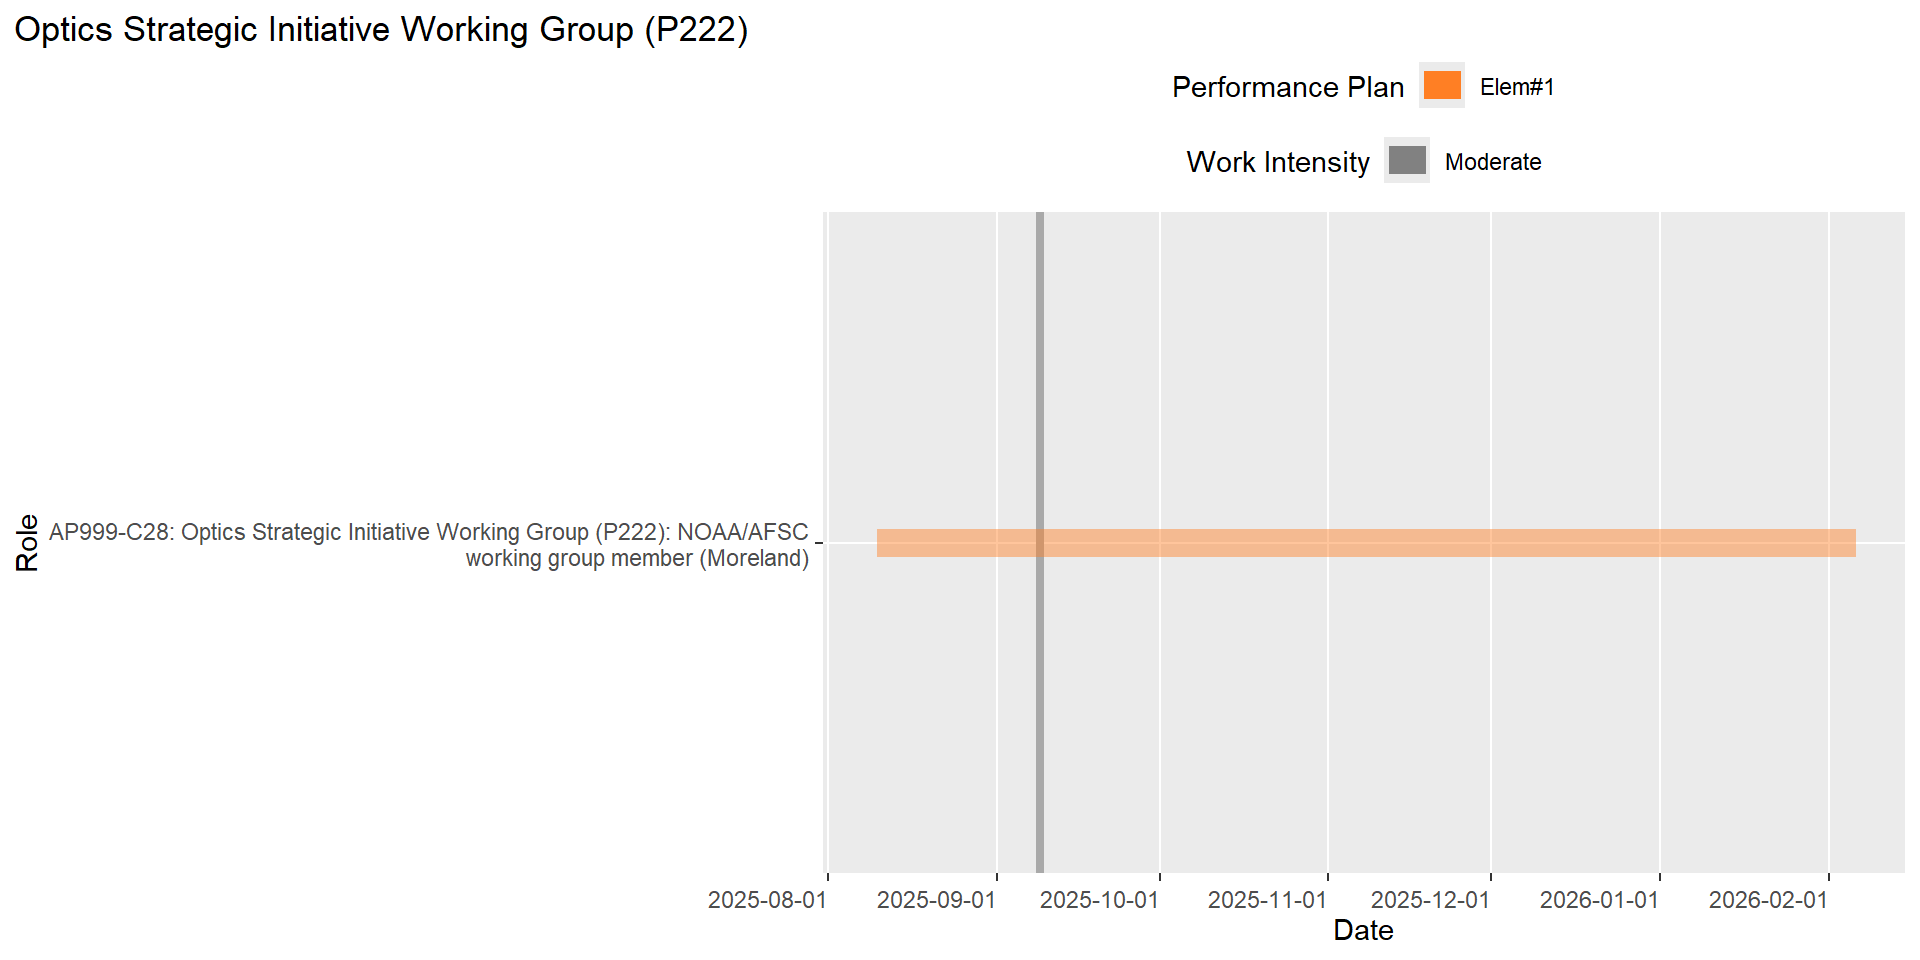 Optics Strategic Initiative Working Group (P222)
Performance Plan
Elem#1
Work Intensity
Moderate
Role
AP999-C28: Optics Strategic Initiative Working Group (P222): NOAA/AFSC
working group member (Moreland)
2025-08-01
2025-09-01
2025-10-01
2025-11-01
2025-12-01
2026-01-01
2026-02-01
Date